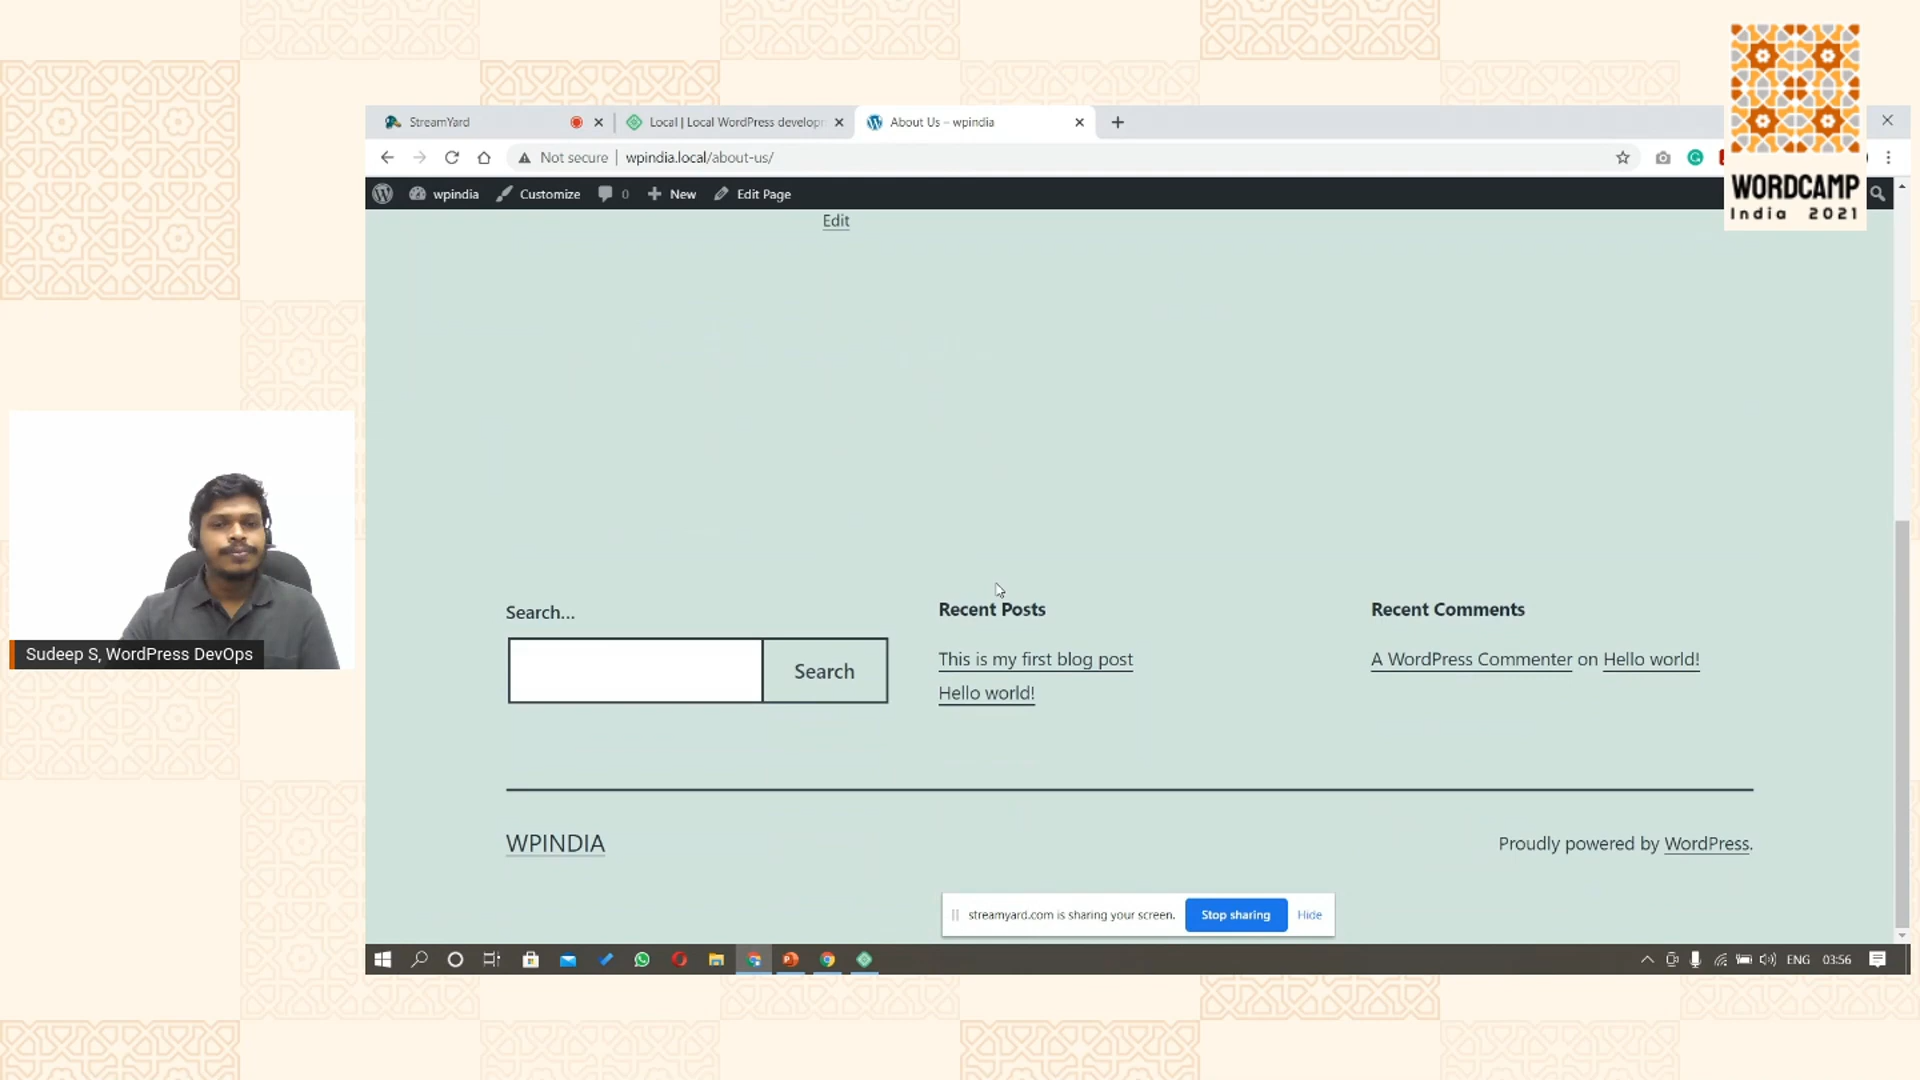 StreamYard
Local | Local WordPress developm
About Us – wpindia
Not secure | wpindia.local/about-us/
wpindia
Customize
0
New
Edit Page
WORDCAMP
India 2021
Edit
Search...
Search
Recent Posts
This is my first blog post
Hello world!
Recent Comments
A WordPress Commenter on Hello world!
Sudeep S, WordPress DevOps
WPINDIA
Proudly powered by WordPress.
streamyard.com is sharing your screen.
Stop sharing
Hide
ENG
03:56